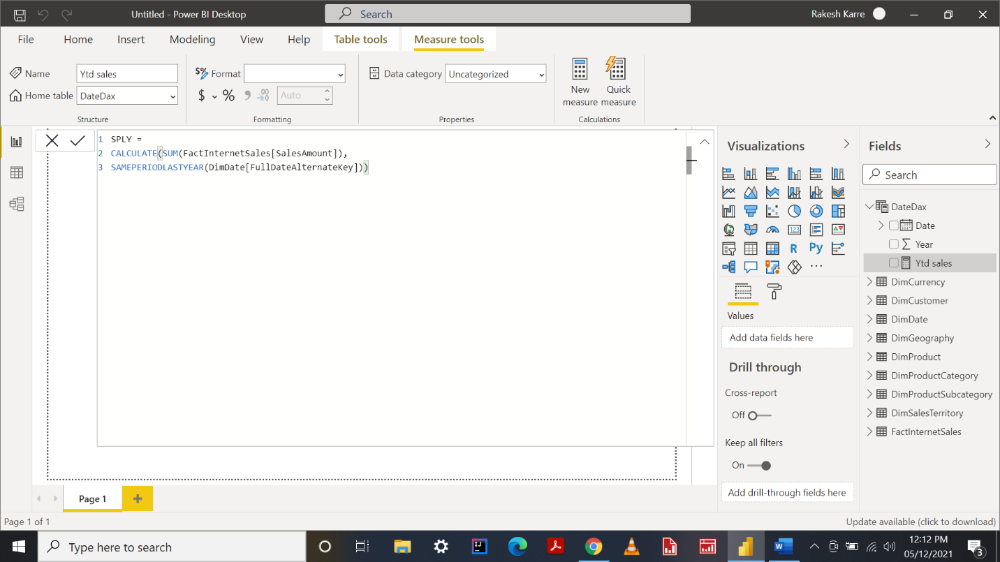 Untitled - Power BI Desktop
Search
Rakesh Karre
File
Home
Insert
Modeling
View
Help
Table tools
Measure tools
Name
Ytd sales
$% Format
Data category
Uncategorized
New measure
Quick measure
Home table
DateDax
$
%
9
.00
→.0
Auto
Structure
Formatting
Properties
Calculations
1 SPLY =
2 CALCULATE(SUM(FactInternetSales[SalesAmount]),
3 SAMEPERIODLASTYEAR(DimDate[FullDateAlternateKey]))
Visualizations
123
R
Py
...
Values
Add data fields here
Drill through
Cross-report
Off
Keep all filters
On
Add drill-through fields here
Fields
Search
DateDax
Date
Σ Year
Ytd sales
DimCurrency
DimCustomer
DimDate
DimGeography
DimProduct
DimProductCategory
DimProductSubcategory
DimSalesTerritory
FactInternetSales
Page 1
+
Page 1 of 1
Update available (click to download)
Type here to search
IJ
W
12:12 PM
05/12/2021
3